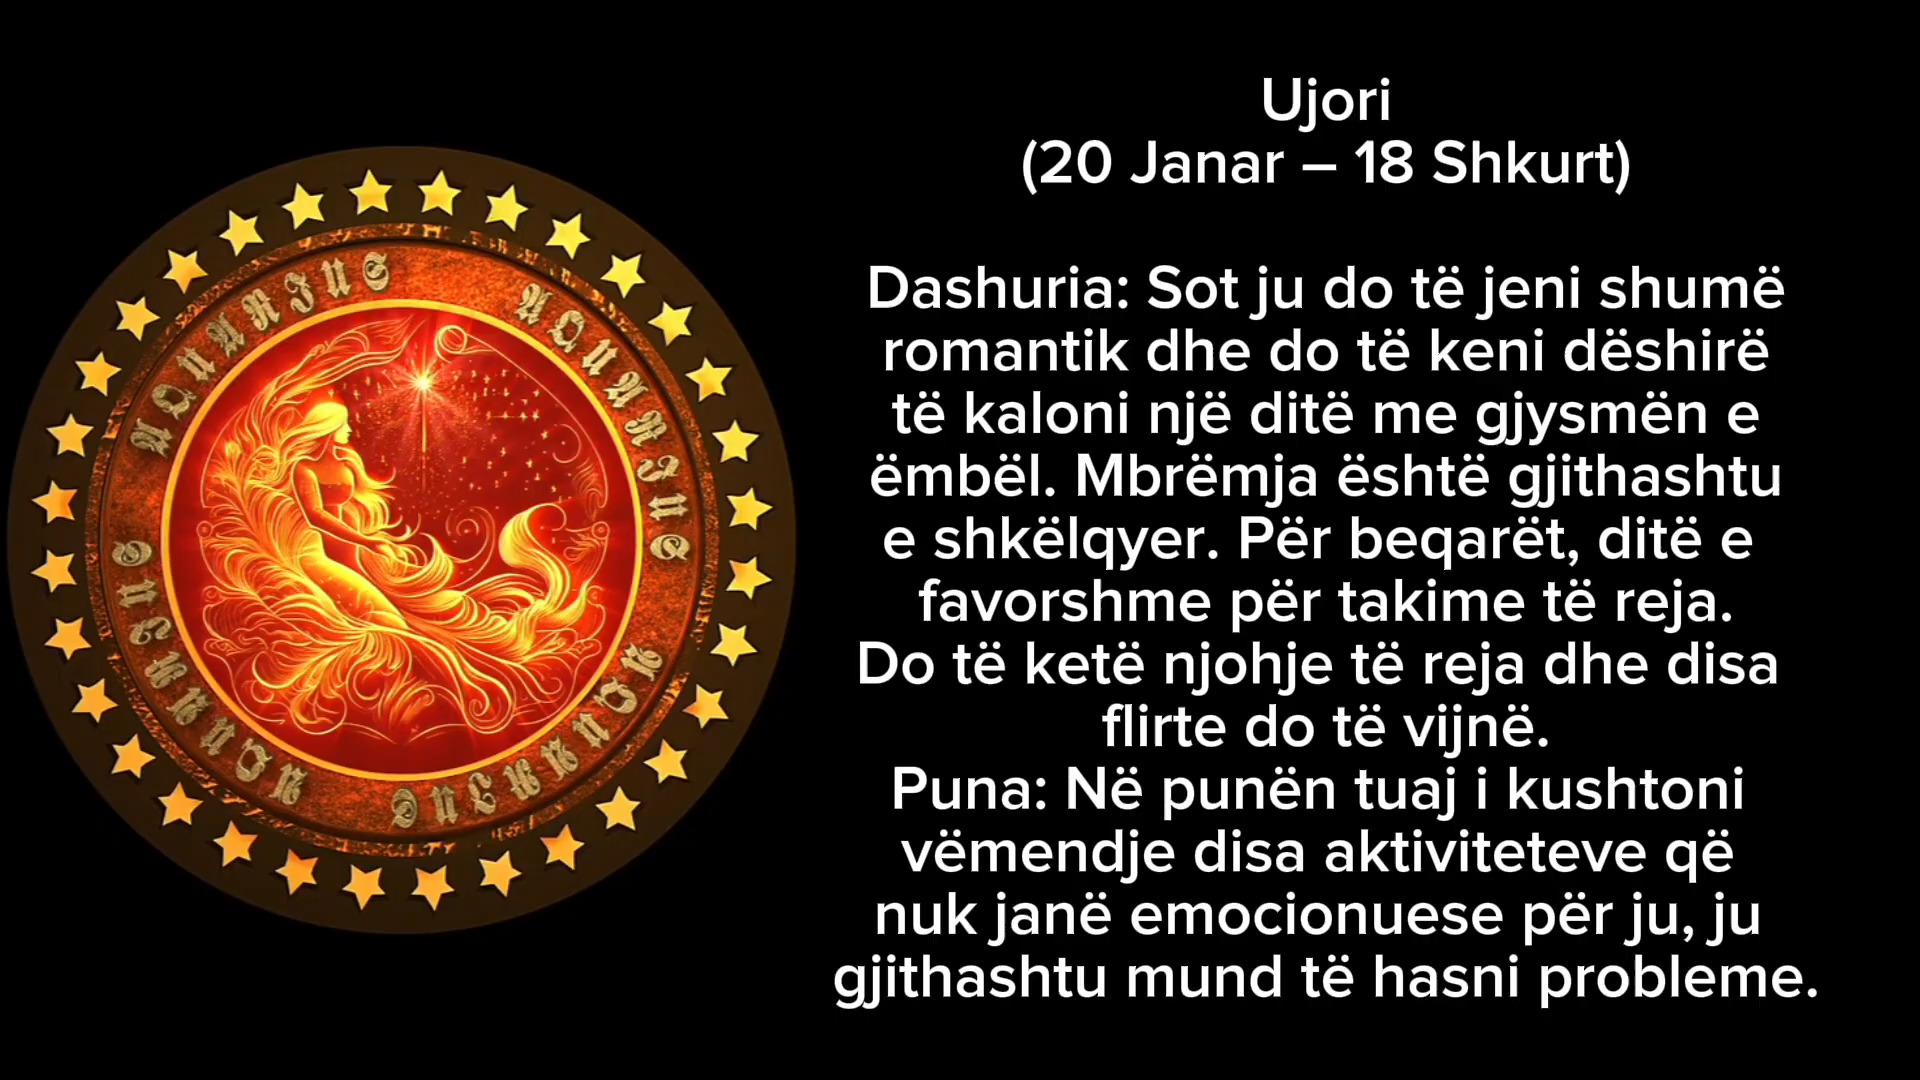 Ujori
(20 Janar – 18 Shkurt)
Dashuria: Sot ju do të jeni shumë
romantik dhe do të keni dëshirë
të kaloni një ditë me gjysmën e
ëmbël. Mbrëmja është gjithashtu
e shkëlqyer. Për beqarët, ditë e
favorshme për takime të reja.
Do të ketë njohje të reja dhe disa
flirte do të vijnë.
Puna: Në punën tuaj i kushtoni
vëmendje disa aktiviteteve që
nuk janë emocionuese për ju, ju
gjithashtu mund të hasni probleme.